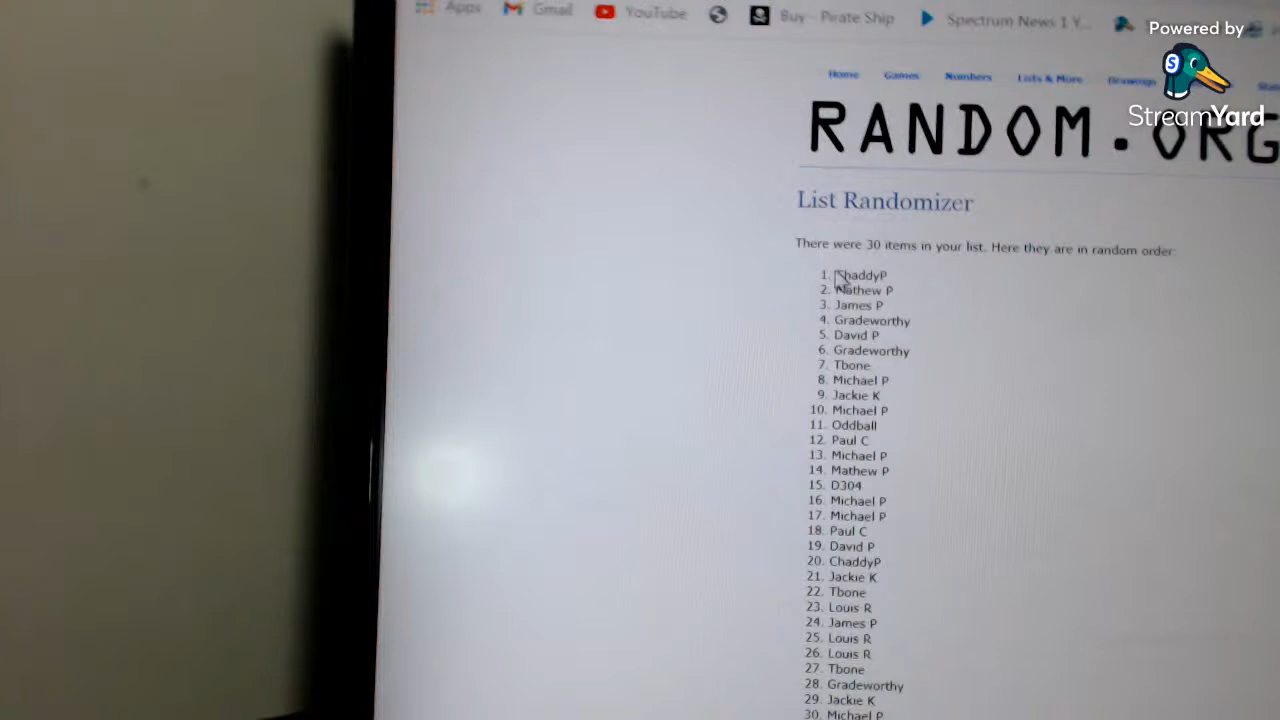 Apps Gmail YouTube Buy - Pirate Ship Spectrum News 1 Y...
Powered by
StreamYard
Home Games Numbers Lists & More Drawings
RANDOM.ORG
List Randomizer
There were 30 items in your list. Here they are in random order:
1. ChaddyP
2. Mathew P
3. James P
4. Gradeworthy
5. David P
6. Gradeworthy
7. Tbone
8. Michael P
9. Jackie K
10. Michael P
11. Oddball
12. Paul C
13. Michael P
14. Mathew P
15. D304
16. Michael P
17. Michael P
18. Paul C
19. David P
20. ChaddyP
21. Jackie K
22. Tbone
23. Louis R
24. James P
25. Louis R
26. Louis R
27. Tbone
28. Gradeworthy
29. Jackie K
30. Michael P